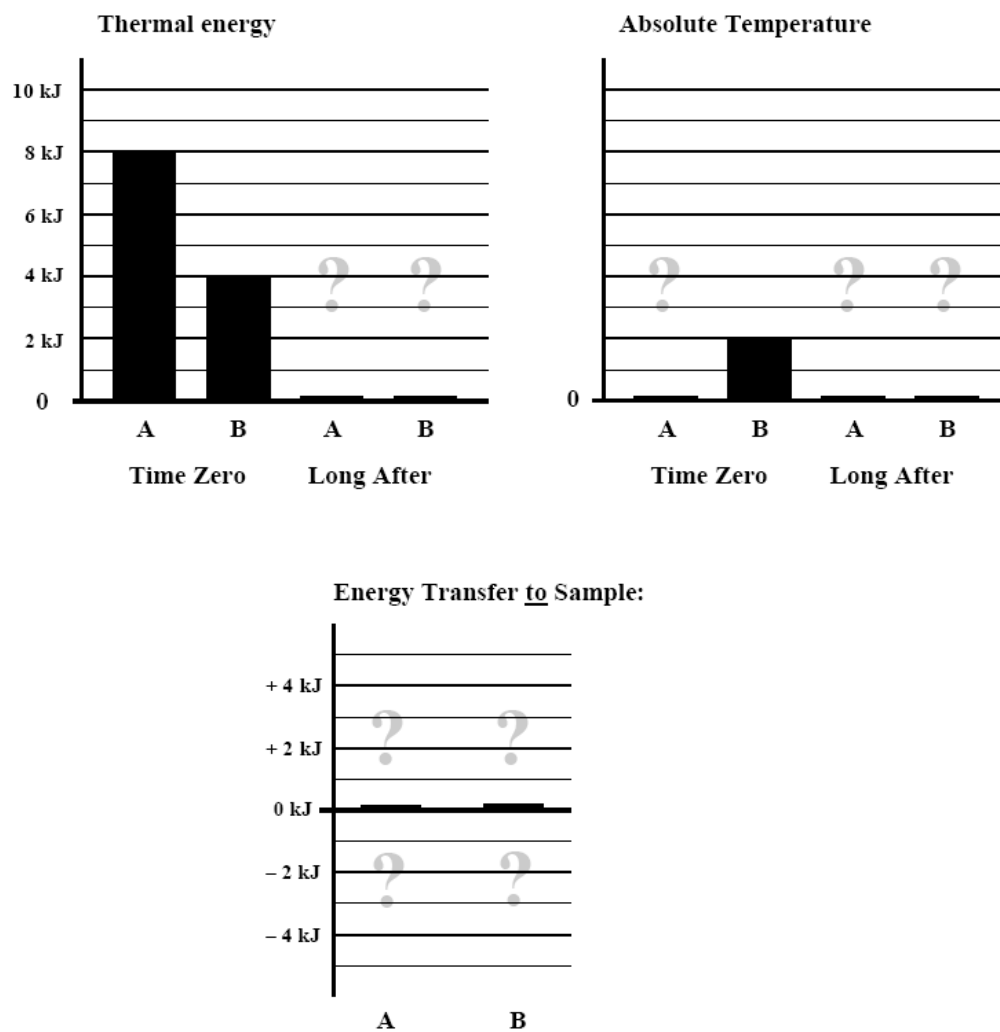 Thermal energy
10 kJ
8 kJ
6 kJ
4 kJ
2 kJ
0
? ?
A B A B
Time Zero Long After
Absolute Temperature
? ? ?
0
A B A B
Time Zero Long After
Energy Transfer to Sample:
+ 4 kJ
+ 2 kJ
0 kJ
– 2 kJ
– 4 kJ
? ?
? ?
A B